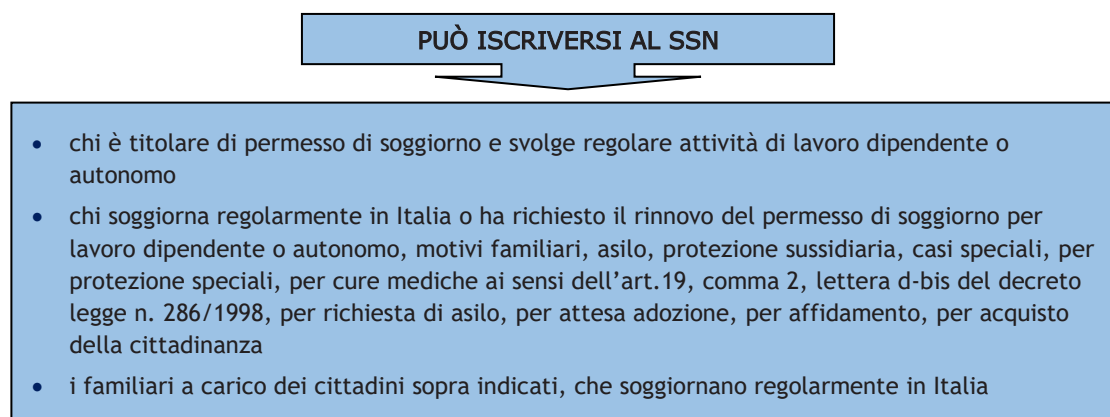 PUÒ ISCRIVERSI AL SSN
• chi è titolare di permesso di soggiorno e svolge regolare attività di lavoro dipendente o
autonomo
• chi soggiorna regolarmente in Italia o ha richiesto il rinnovo del permesso di soggiorno per
lavoro dipendente o autonomo, motivi familiari, asilo, protezione sussidiaria, casi speciali, per
protezione speciali, per cure mediche ai sensi dell’art.19, comma 2, lettera d-bis del decreto
legge n. 286/1998, per richiesta di asilo, per attesa adozione, per affidamento, per acquisto
della cittadinanza
• i familiari a carico dei cittadini sopra indicati, che soggiornano regolarmente in Italia